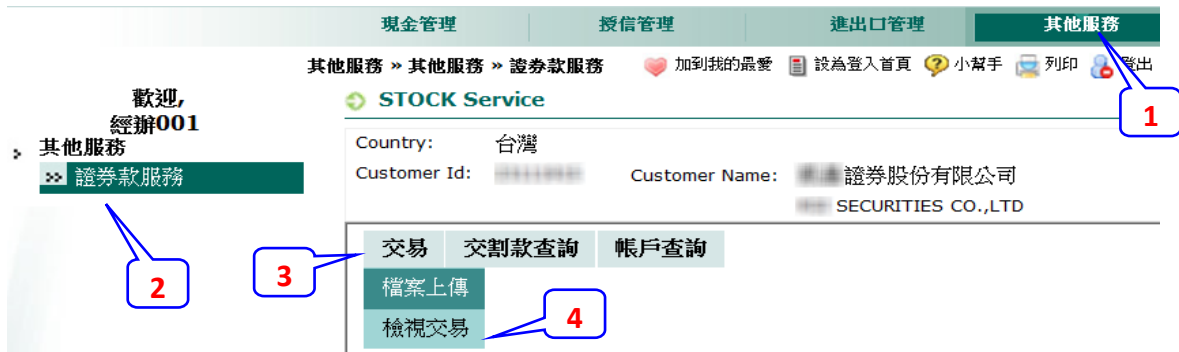 現金管理 授信管理 進出口管理 其他服務
其他服務 » 其他服務 » 證券款服務 加到我的最愛 設為登入首頁 小幫手 列印 登出
歡迎,
經辦001
其他服務
證券款服務
STOCK Service
Country: 台灣
Customer Id: Customer Name: 證券股份有限公司
SECURITIES CO.,LTD
交易 交割款查詢 帳戶查詢
檔案上傳
檢視交易
1
2
3
4